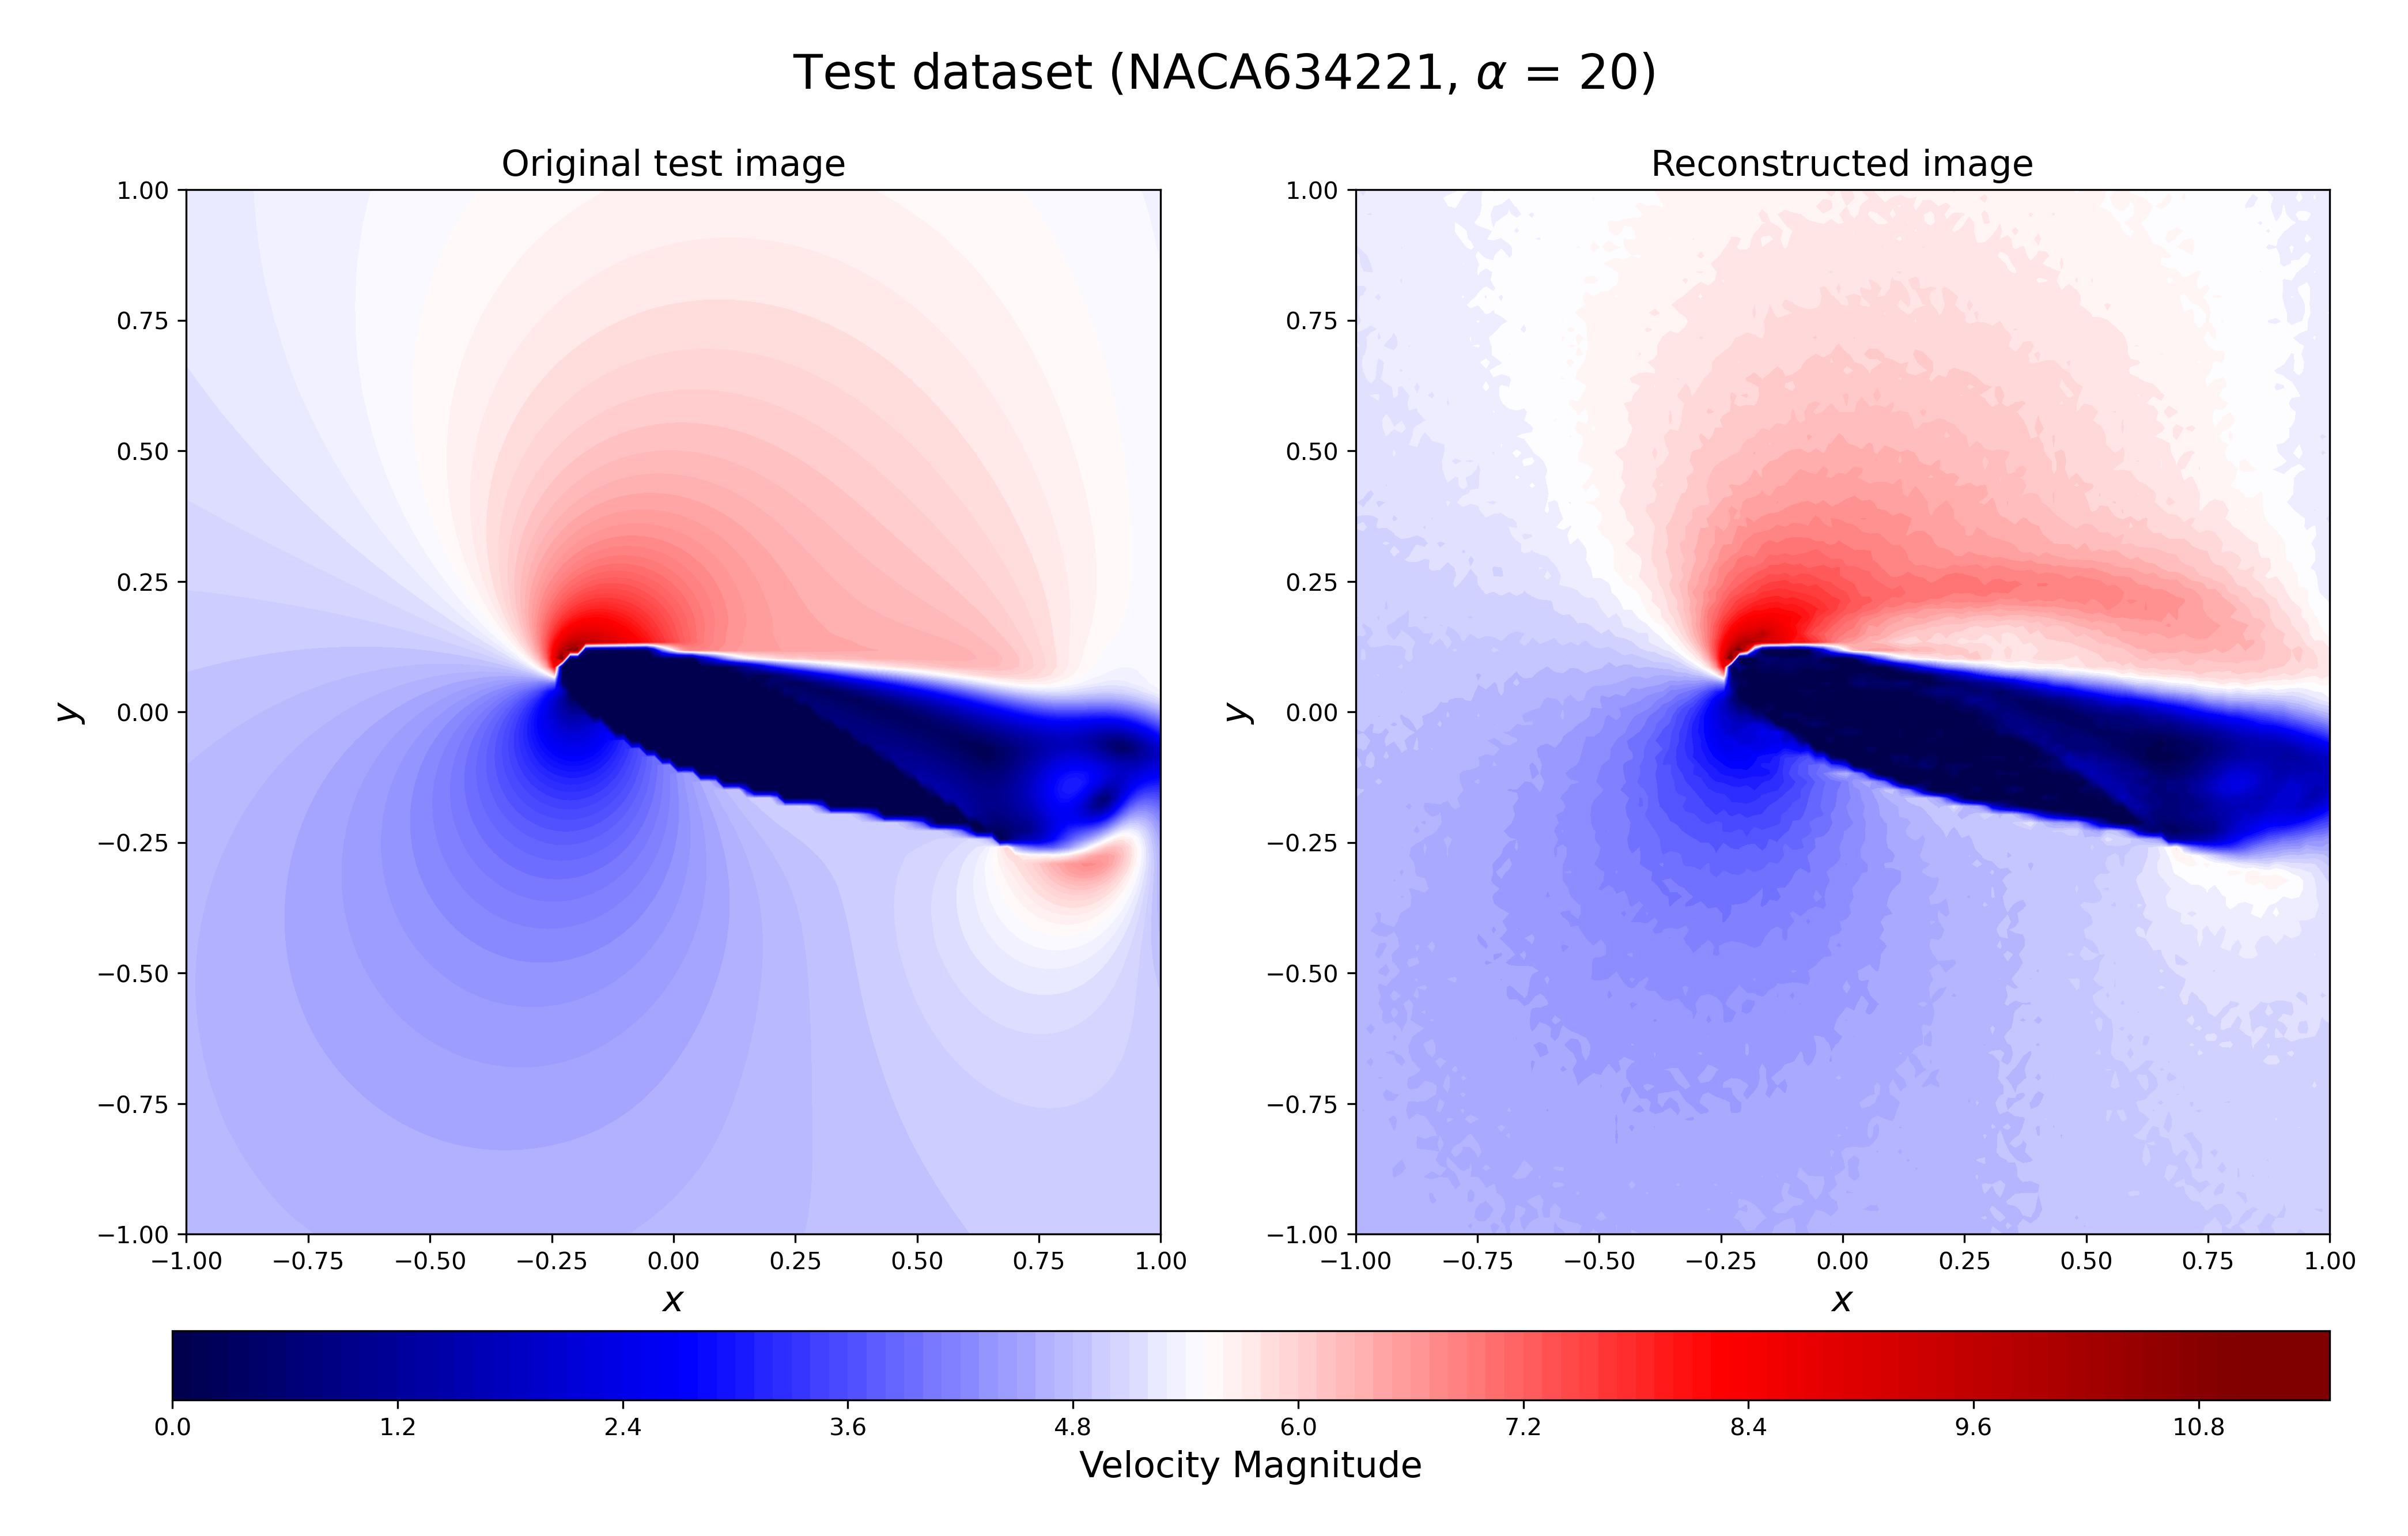 Test dataset (NACA634221, α = 20)
Original test image
Reconstructed image
1.00
0.75
0.50
0.25
0.00
−0.25
−0.50
−0.75
−1.00
y
−1.00 −0.75 −0.50 −0.25 0.00 0.25 0.50 0.75 1.00
x
1.00
0.75
0.50
0.25
0.00
−0.25
−0.50
−0.75
−1.00
y
−1.00 −0.75 −0.50 −0.25 0.00 0.25 0.50 0.75 1.00
x
0.0 1.2 2.4 3.6 4.8 6.0 7.2 8.4 9.6 10.8
Velocity Magnitude